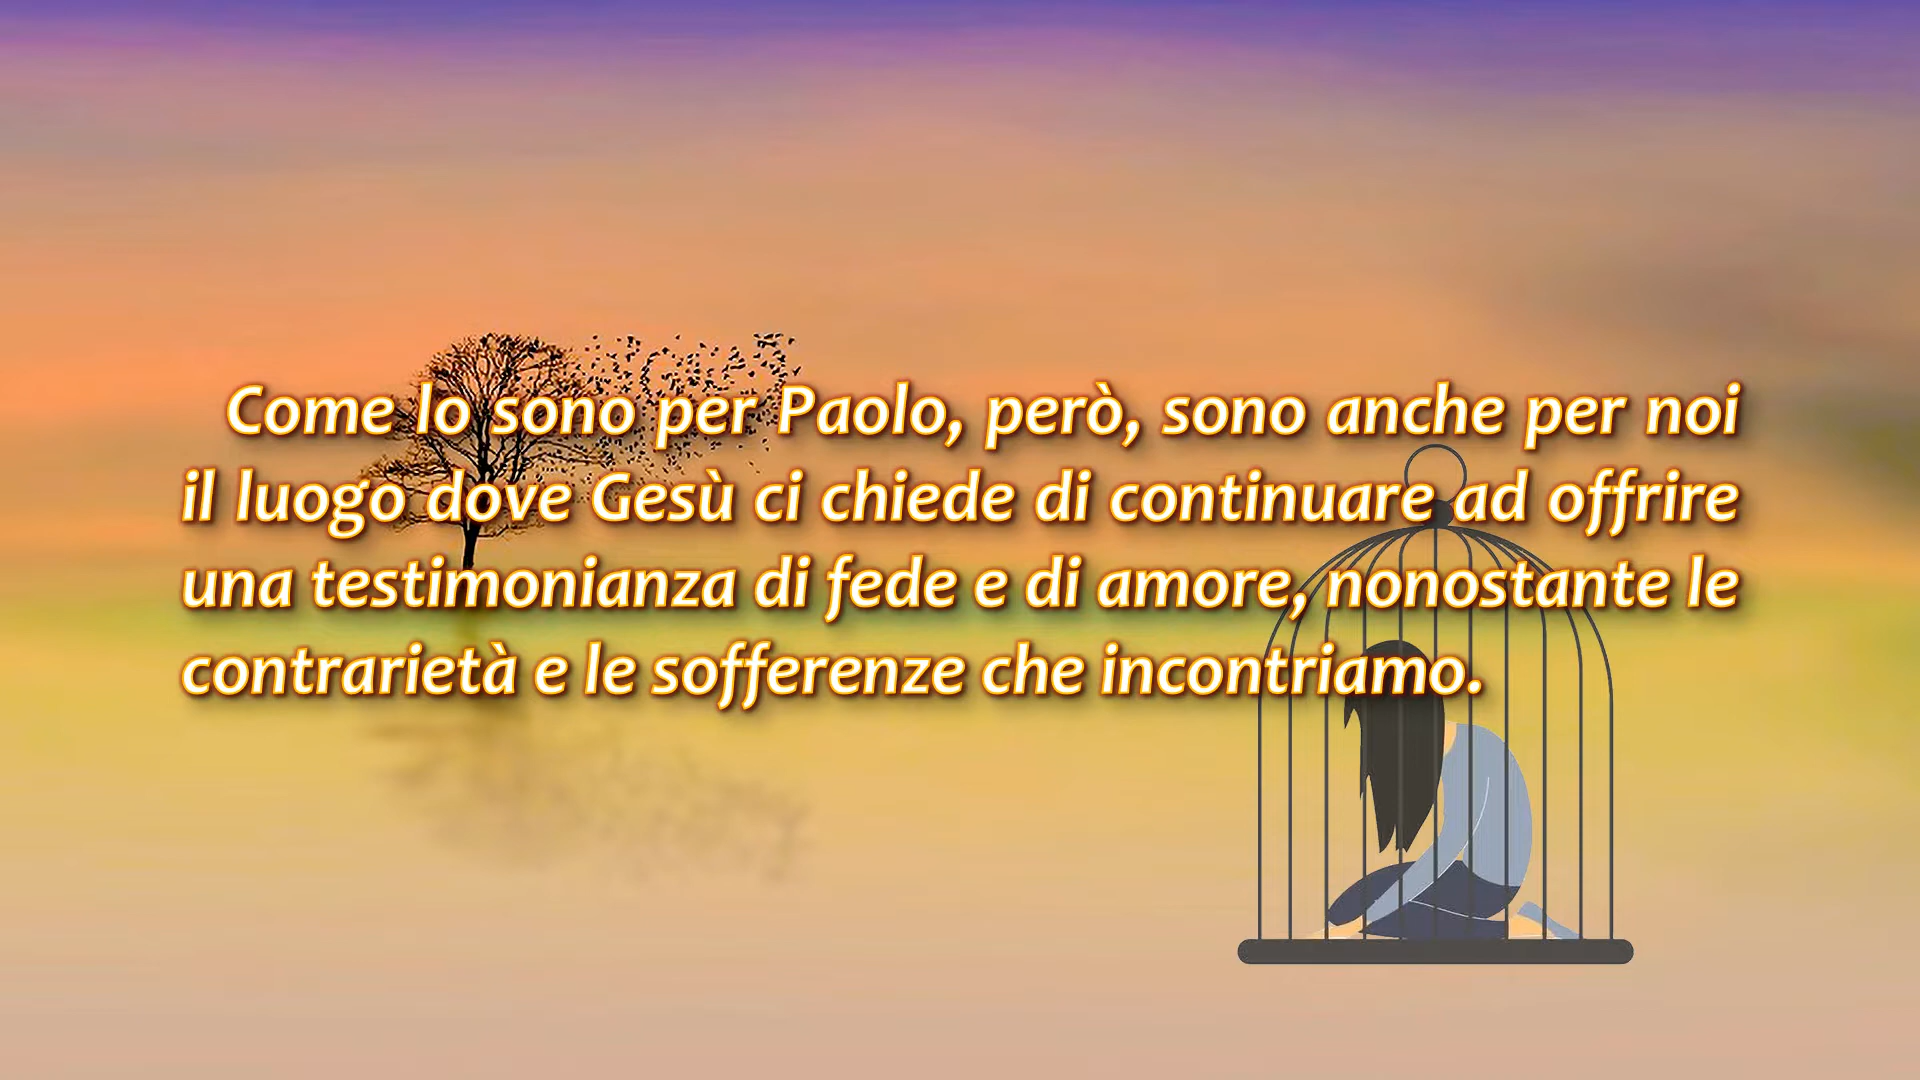 Come lo sono per Paolo, però, sono anche per noi
il luogo dove Gesù ci chiede di continuare ad offrire
una testimonianza di fede e di amore, nonostante le
contrarietà e le sofferenze che incontriamo.